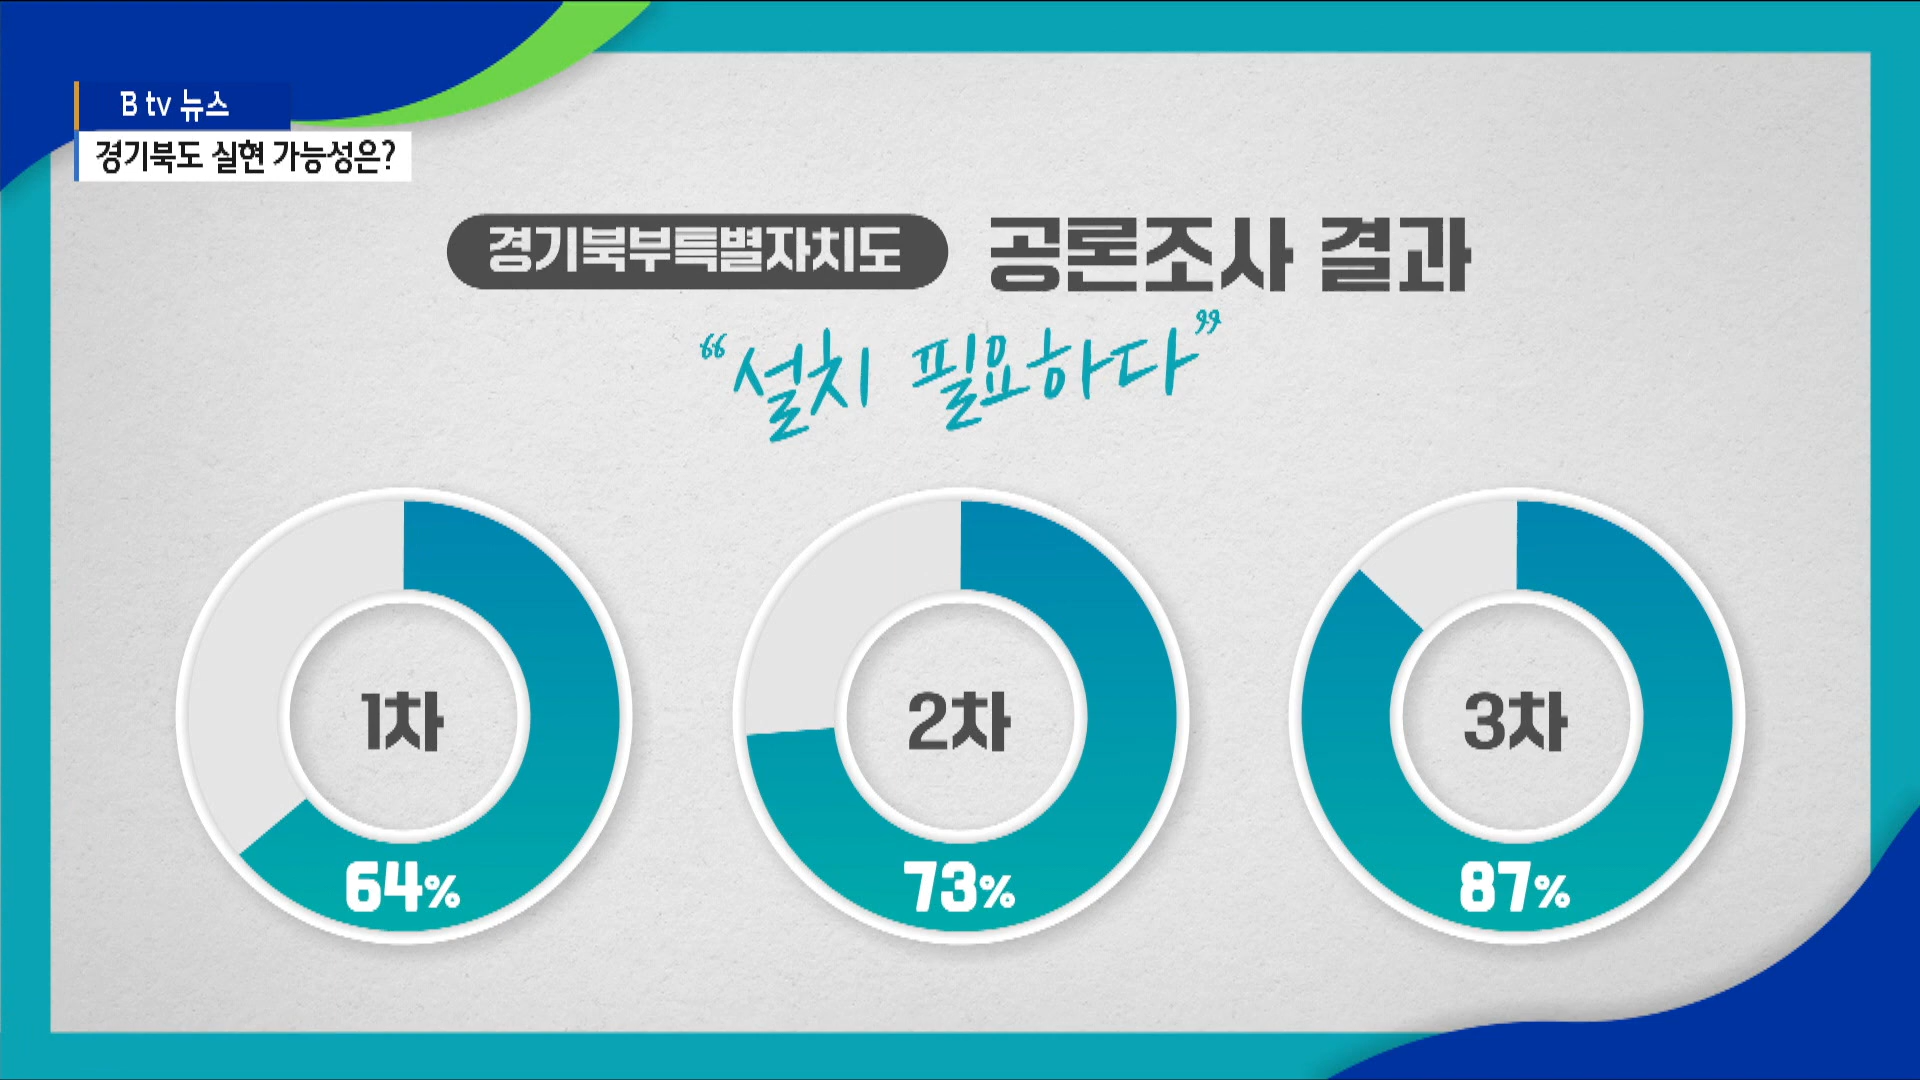 B tv 뉴스
경기북도 실현 가능성은?
경기북부특별자치도 공론조사 결과
“설치 필요하다”
1차
64%
2차
73%
3차
87%